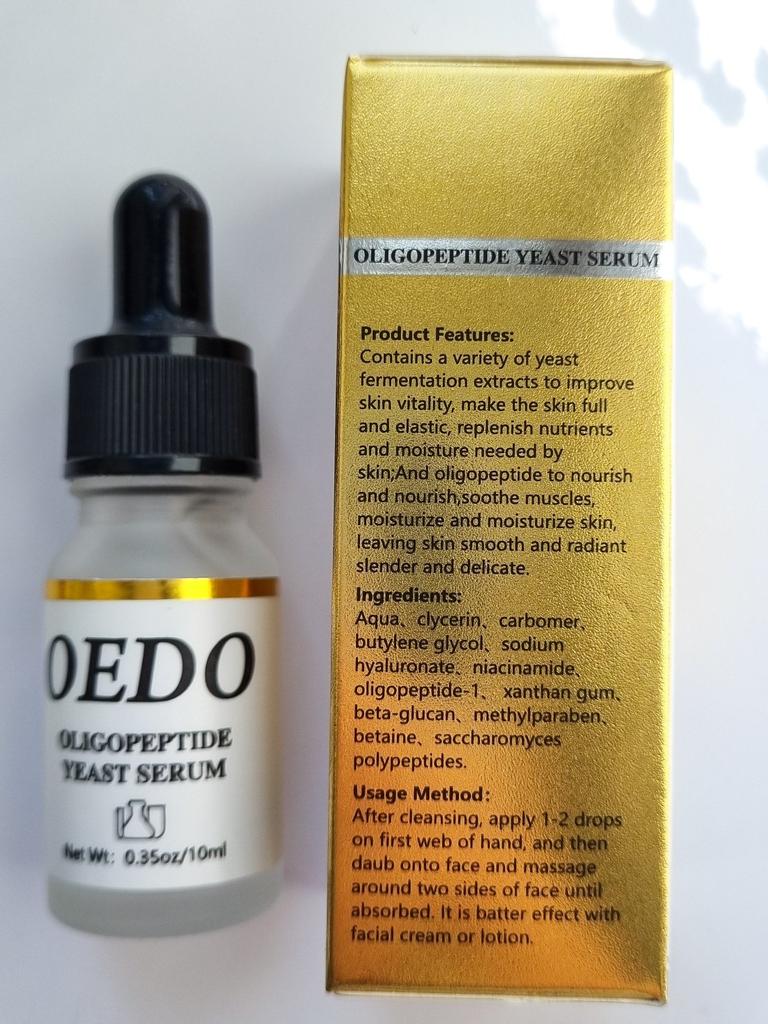 OEDO
OLIGOPEPTIDE
YEAST SERUM
Net Wt: 0.35oz/10ml
OLIGOPEPTIDE YEAST SERUM
Product Features:
Contains a variety of yeast
fermentation extracts to improve
skin vitality, make the skin full
and elastic, replenish nutrients
and moisture needed by
skin;And oligopeptide to nourish
and nourish,soothe muscles,
moisturize and moisturize skin,
leaving skin smooth and radiant
slender and delicate.
Ingredients:
Aqua、clycerin、carbomer、
butylene glycol、sodium
hyaluronate、niacinamide、
oligopeptide-1、xanthan gum、
beta-glucan、methylparaben、
betaine、saccharomyces
polypeptides.
Usage Method:
After cleansing, apply 1-2 drops
on first web of hand, and then
daub onto face and massage
around two sides of face until
absorbed. It is batter effect with
facial cream or lotion.